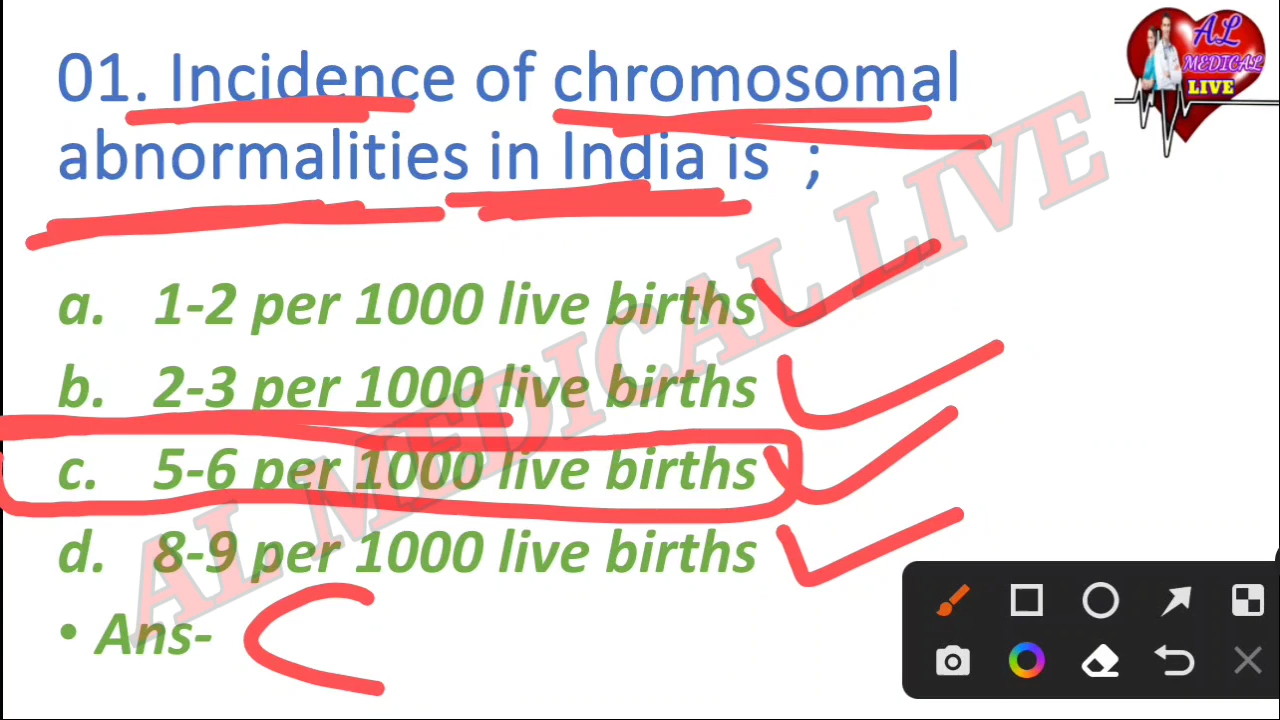 01. Incidence of chromosomal
abnormalities in India is ;
a. 1-2 per 1000 live births
b. 2-3 per 1000 live births
c. 5-6 per 1000 live births
d. 8-9 per 1000 live births
• Ans- C
AL MEDICAL LIVE
AL
MEDICAL
LIVE